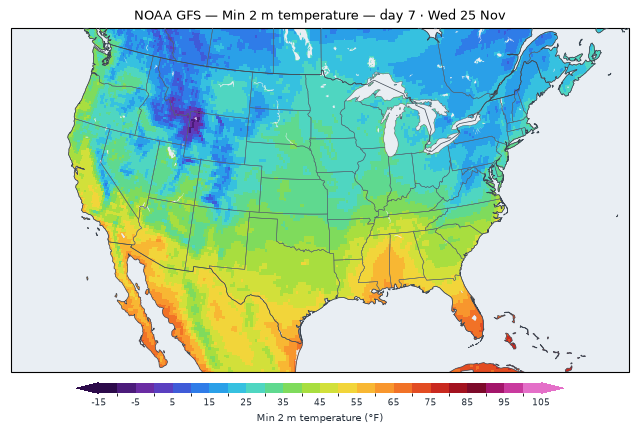 NOAA GFS — Min 2 m temperature — day 7 · Wed 25 Nov
-15 -5 5 15 25 35 45 55 65 75 85 95 105
Min 2 m temperature (°F)